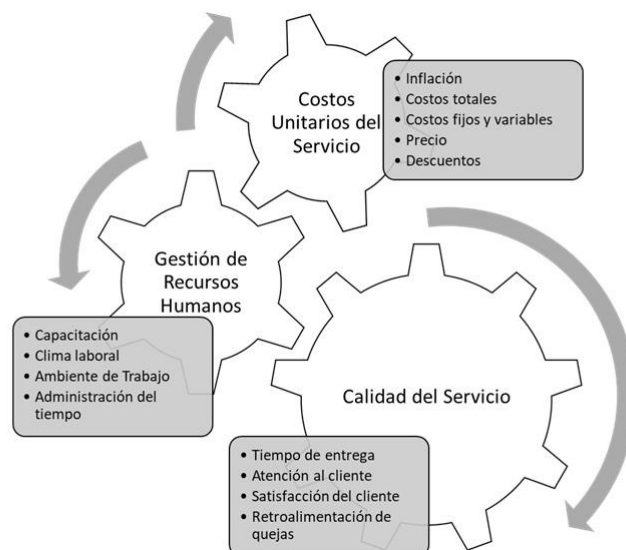 Costos
Unitarios del
Servicio
• Inflación
• Costos totales
• Costos fijos y variables
• Precio
• Descuentos
Gestión de
Recursos
Humanos
• Capacitación
• Clima laboral
• Ambiente de Trabajo
• Administración del
tiempo
Calidad del Servicio
• Tiempo de entrega
• Atención al cliente
• Satisfacción del cliente
• Retroalimentación de
quejas